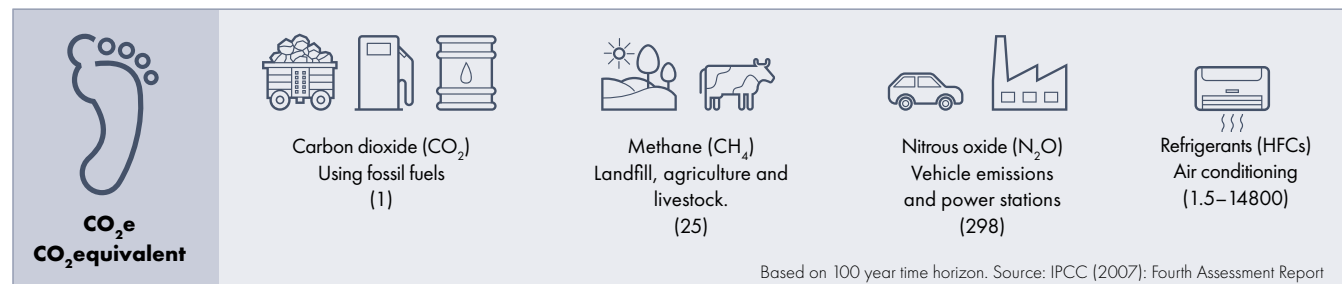 CO₂e
CO₂equivalent
Carbon dioxide (CO₂)
Using fossil fuels
(1)
Methane (CH₄)
Landfill, agriculture and
livestock.
(25)
Nitrous oxide (N₂O)
Vehicle emissions
and power stations
(298)
Refrigerants (HFCs)
Air conditioning
(1.5–14800)
Based on 100 year time horizon. Source: IPCC (2007): Fourth Assessment Report